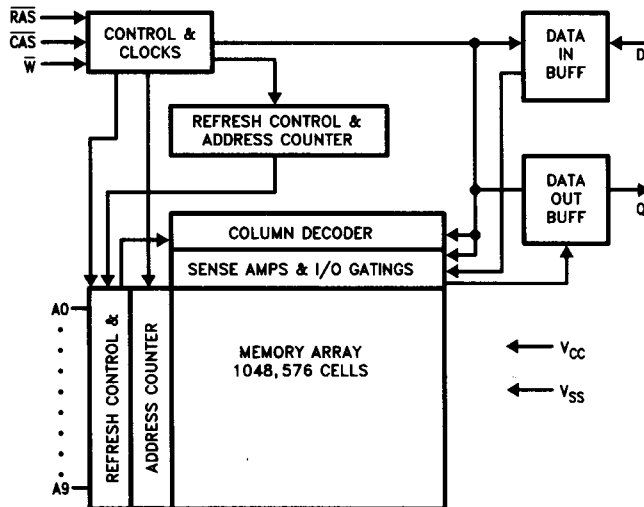 RAS
CAS
W
CONTROL &
CLOCKS
DATA
IN
BUFF
D
REFRESH CONTROL &
ADDRESS COUNTER
DATA
OUT
BUFF
Q
COLUMN DECODER
SENSE AMPS & I/O GATINGS
A0
A9
REFRESH CONTROL &
ADDRESS COUNTER
MEMORY ARRAY
1048,576 CELLS
VCC
VSS